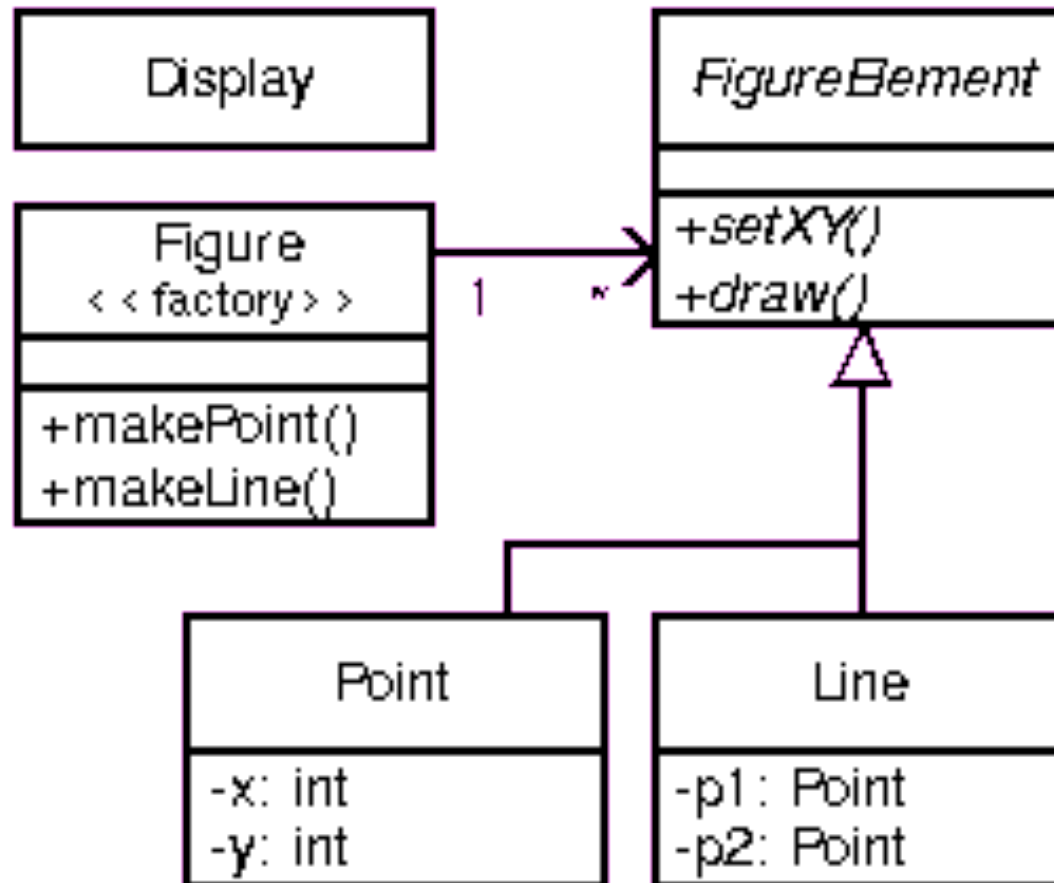 Display
FigureElement
+setXY()
+draw()
Figure
< < factory > >
1
*
+makePoint()
+makeLine()
Point
-x: int
-y: int
Line
-p1: Point
-p2: Point